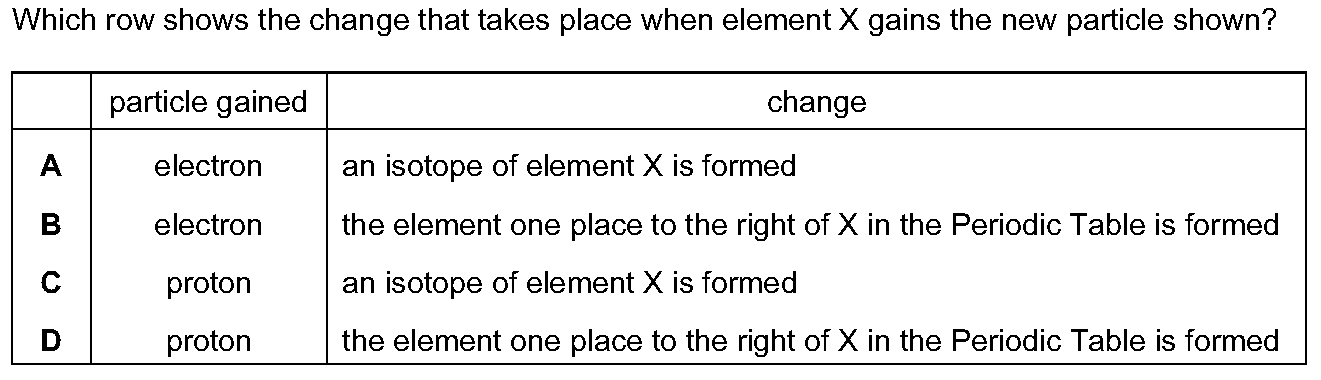 Which row shows the change that takes place when element X gains the new particle shown?
particle gained change
A electron an isotope of element X is formed
B electron the element one place to the right of X in the Periodic Table is formed
C proton an isotope of element X is formed
D proton the element one place to the right of X in the Periodic Table is formed